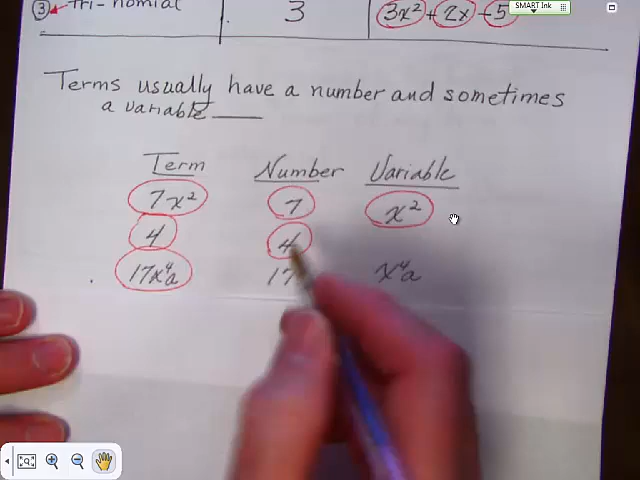 3 Tri-nomial 3 3x² + 2x - 5
SMART Ink
Terms usually have a number and sometimes
a variable
Term Number Variable
7x² 7 x²
4 4
17x⁴a 17 x⁴a